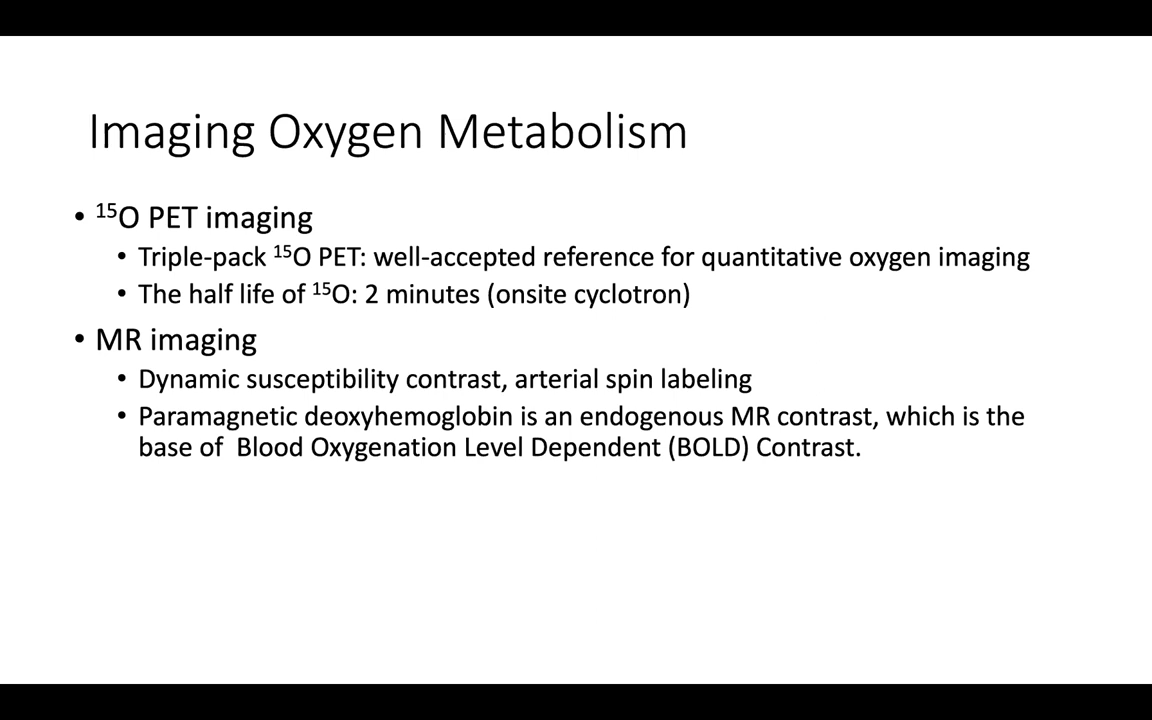 Imaging Oxygen Metabolism
• ¹⁵O PET imaging
• Triple-pack ¹⁵O PET: well-accepted reference for quantitative oxygen imaging
• The half life of ¹⁵O: 2 minutes (onsite cyclotron)
• MR imaging
• Dynamic susceptibility contrast, arterial spin labeling
• Paramagnetic deoxyhemoglobin is an endogenous MR contrast, which is the
base of  Blood Oxygenation Level Dependent (BOLD) Contrast.